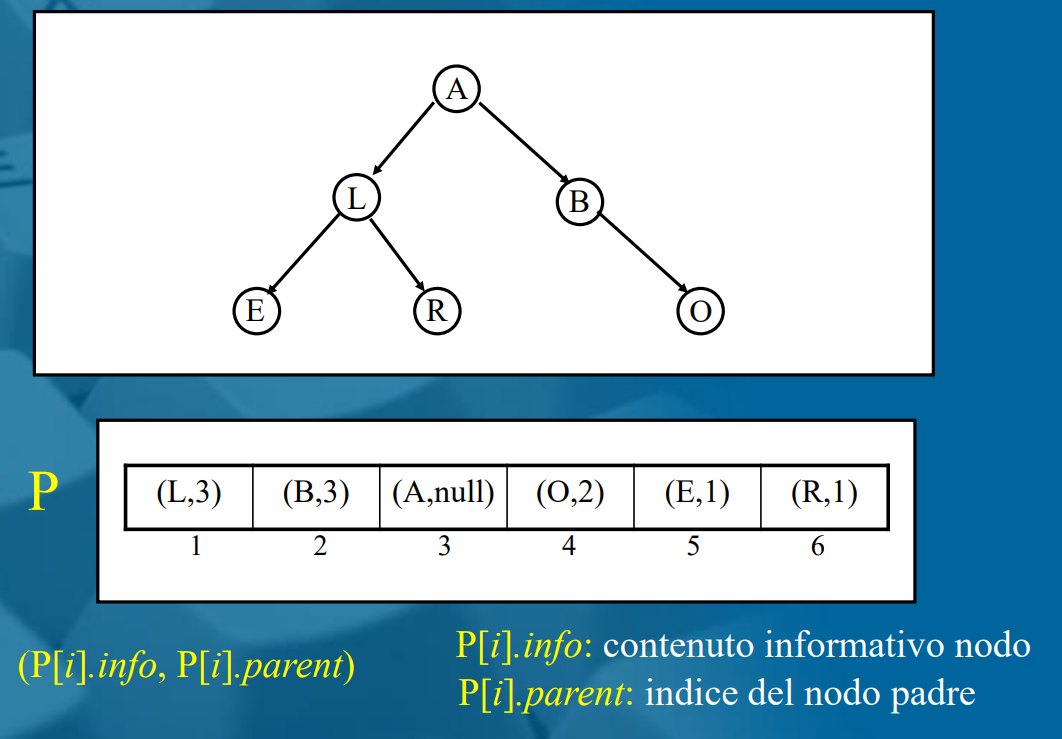 A
L B
E R O
P
(L,3) (B,3) (A,null) (O,2) (E,1) (R,1)
1 2 3 4 5 6
(P[i].info, P[i].parent)
P[i].info: contenuto informativo nodo
P[i].parent: indice del nodo padre